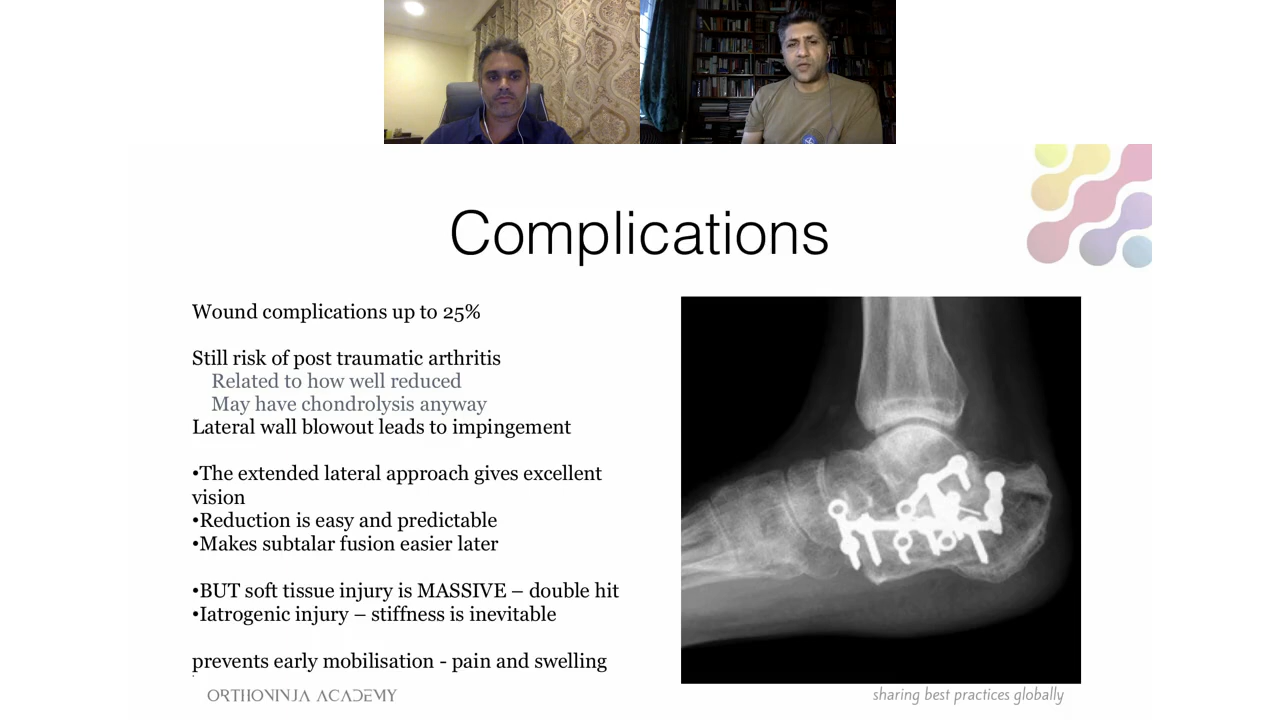 Complications
Wound complications up to 25%
Still risk of post traumatic arthritis
Related to how well reduced
May have chondrolysis anyway
Lateral wall blowout leads to impingement
•The extended lateral approach gives excellent
vision
•Reduction is easy and predictable
•Makes subtalar fusion easier later
•BUT soft tissue injury is MASSIVE – double hit
•Iatrogenic injury – stiffness is inevitable
prevents early mobilisation - pain and swelling
ORTHONINJA ACADEMY
sharing best practices globally